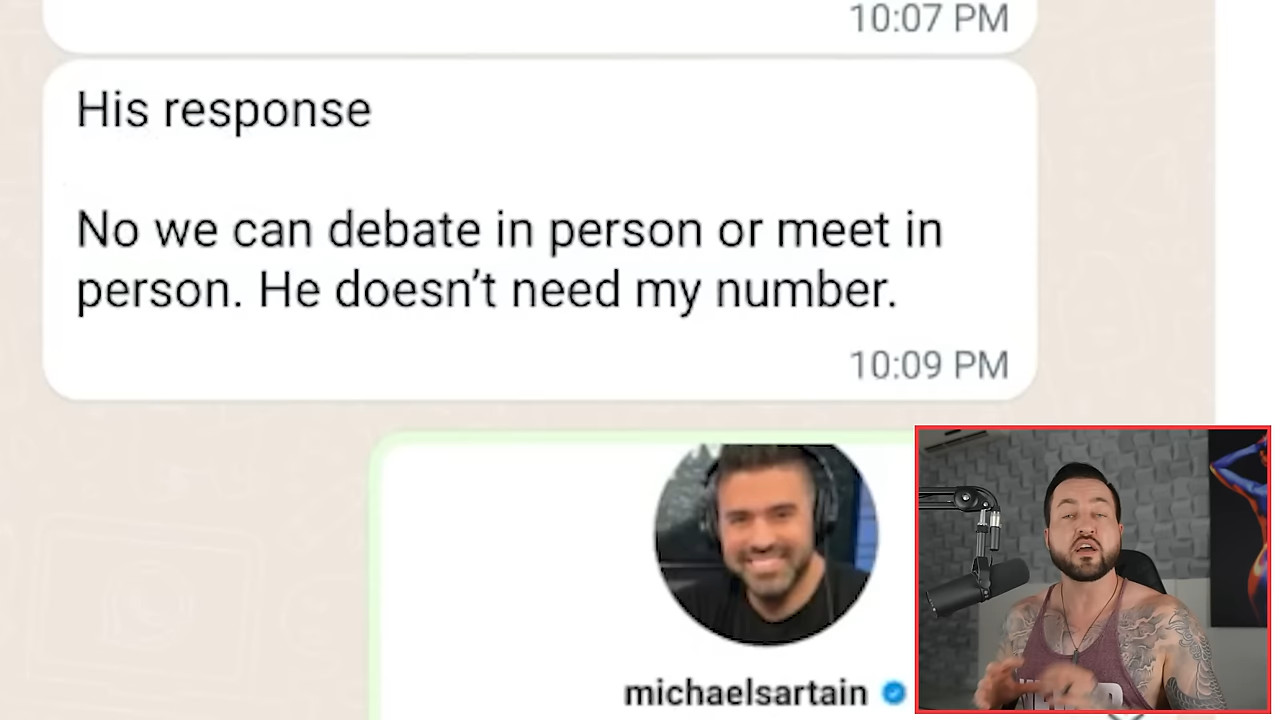 10:07 PM
His response
No we can debate in person or meet in
person. He doesn’t need my number.
10:09 PM
michaelsartain